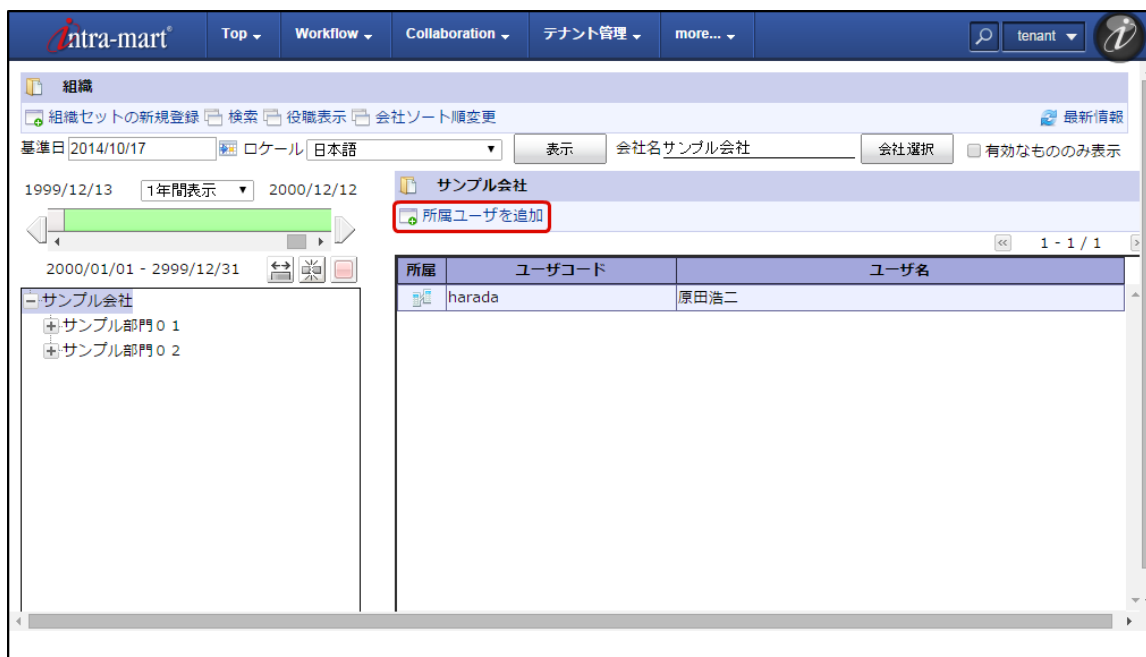 intra-mart® Top Workflow Collaboration テナント管理 more... tenant
組織
組織セットの新規登録 検索 役職表示 会社ソート順変更 最新情報
基準日 2014/10/17 ロケール 日本語 表示 会社名 サンプル会社 会社選択 有効なもののみ表示
1999/12/13 1年間表示 2000/12/12
2000/01/01 - 2999/12/31
サンプル会社
サンプル部門01
サンプル部門02
サンプル会社
所属ユーザを追加
1 - 1 / 1
所属 ユーザコード ユーザ名
harada 原田浩二